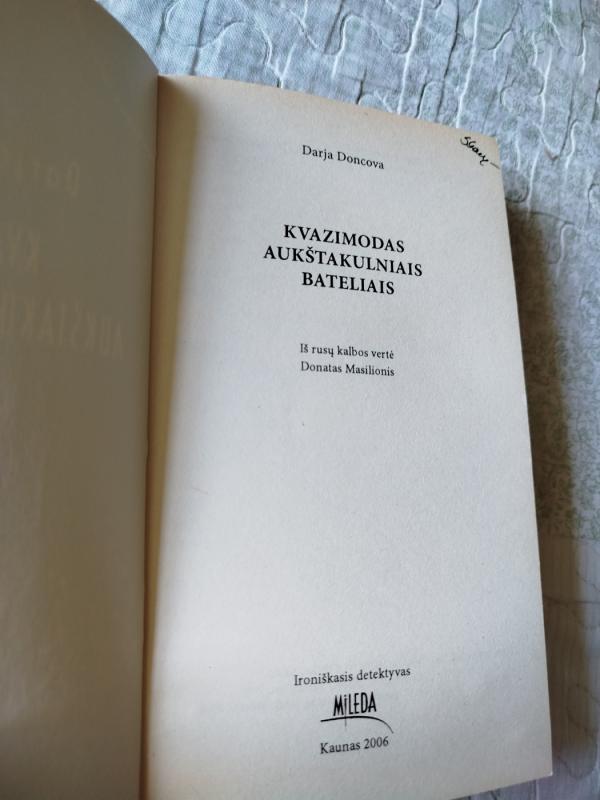 Darja Doncova
KVAZIMODAS
AUKŠTAKULNIAIS
BATELIAIS
Iš rusų kalbos vertė
Donatas Masilionis
Ironiškasis detektyvas
MiLEDA
Kaunas 2006